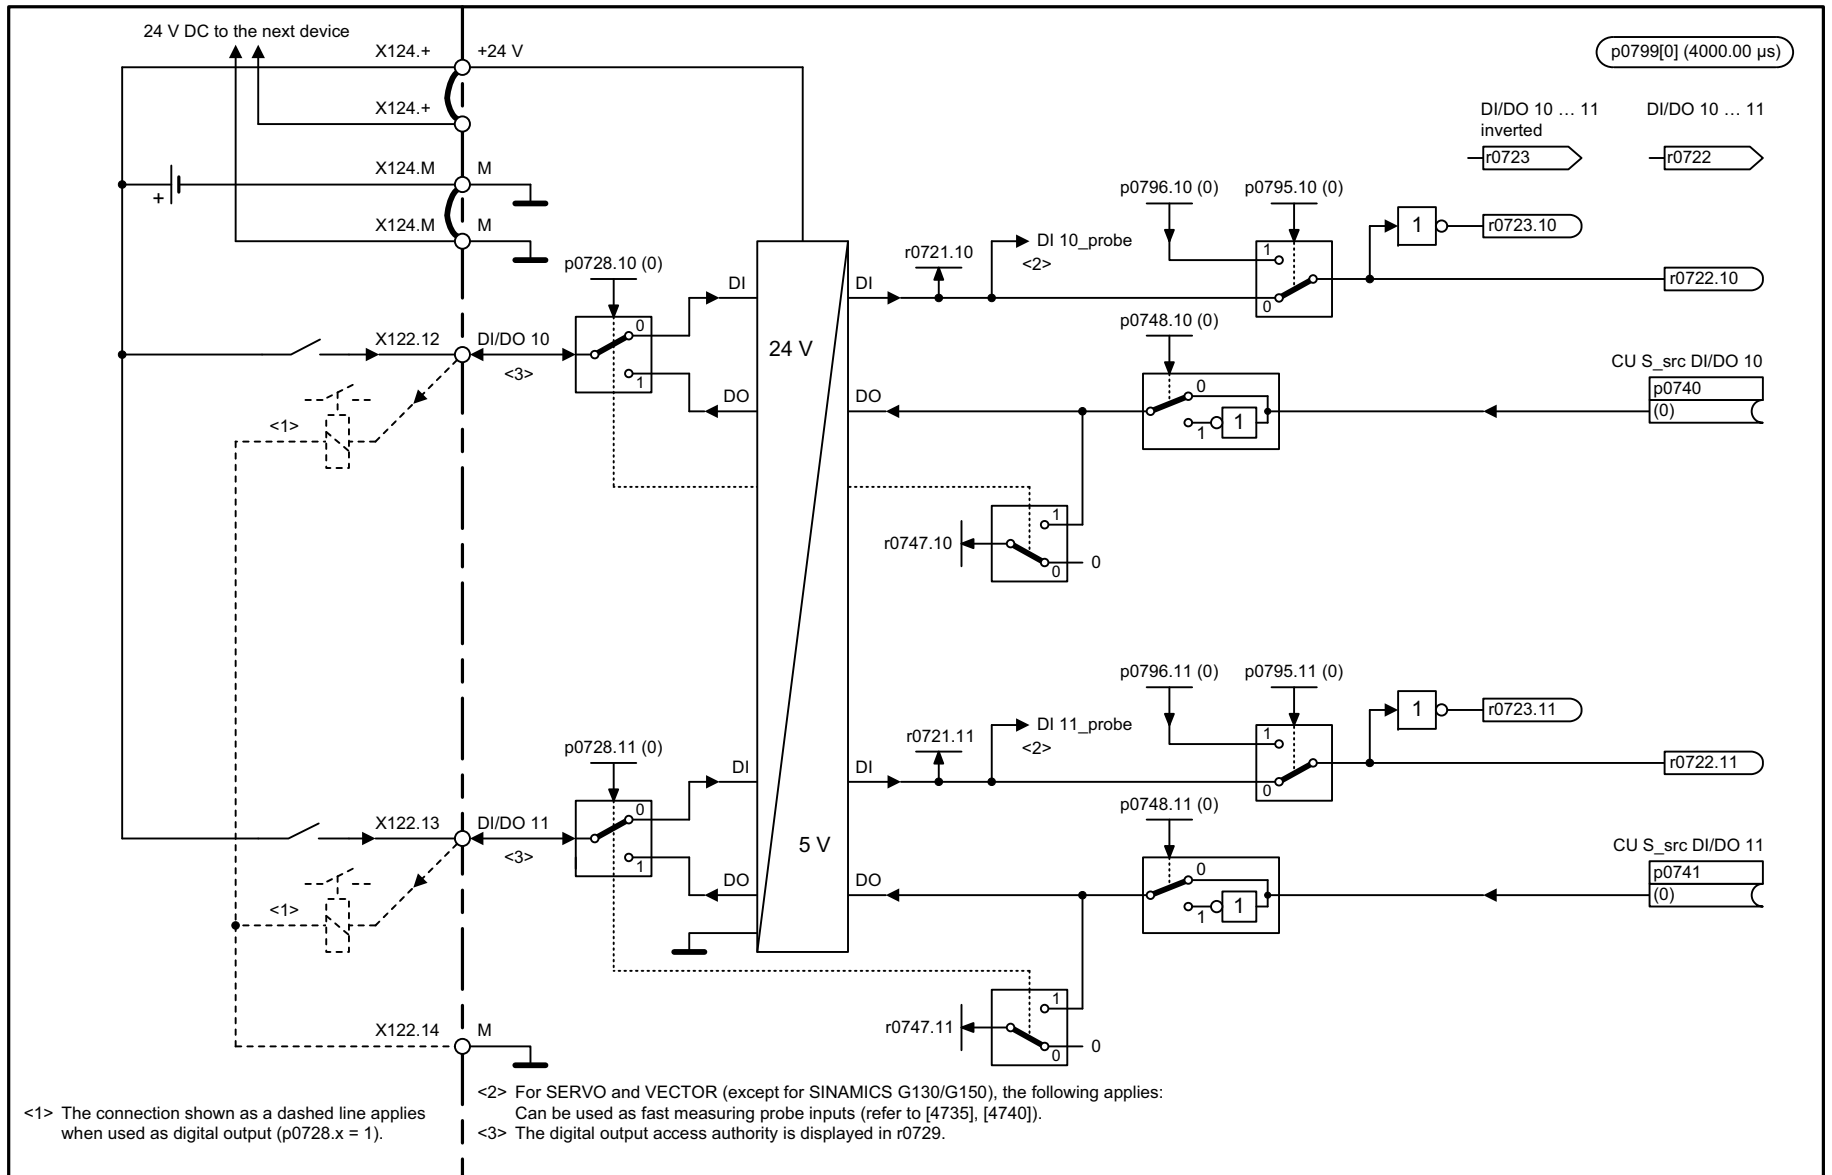 24 V DC to the next device
X124.+
+24 V
p0799[0] (4000.00 µs)
X124.+
DI/DO 10 … 11
inverted
DI/DO 10 … 11
r0723
r0722
X124.M
M
+
X124.M
M
p0796.10 (0)
p0795.10 (0)
1
r0723.10
DI 10_probe
<2>
r0721.10
1
0
r0722.10
p0728.10 (0)
DI
DI
0
1
24 V
p0748.10 (0)
X122.12
DI/DO 10
<3>
CU S_src DI/DO 10
p0740
(0)
DO
DO
0
1
1
<1>
r0747.10
1
0
0
p0796.11 (0)
p0795.11 (0)
1
r0723.11
DI 11_probe
<2>
r0721.11
1
0
r0722.11
p0728.11 (0)
DI
DI
0
1
5 V
p0748.11 (0)
X122.13
DI/DO 11
<3>
CU S_src DI/DO 11
p0741
(0)
DO
DO
0
1
1
<1>
r0747.11
1
0
0
X122.14
M
<1> The connection shown as a dashed line applies
when used as digital output (p0728.x = 1).
<2> For SERVO and VECTOR (except for SINAMICS G130/G150), the following applies:
Can be used as fast measuring probe inputs (refer to [4735], [4740]).
<3> The digital output access authority is displayed in r0729.